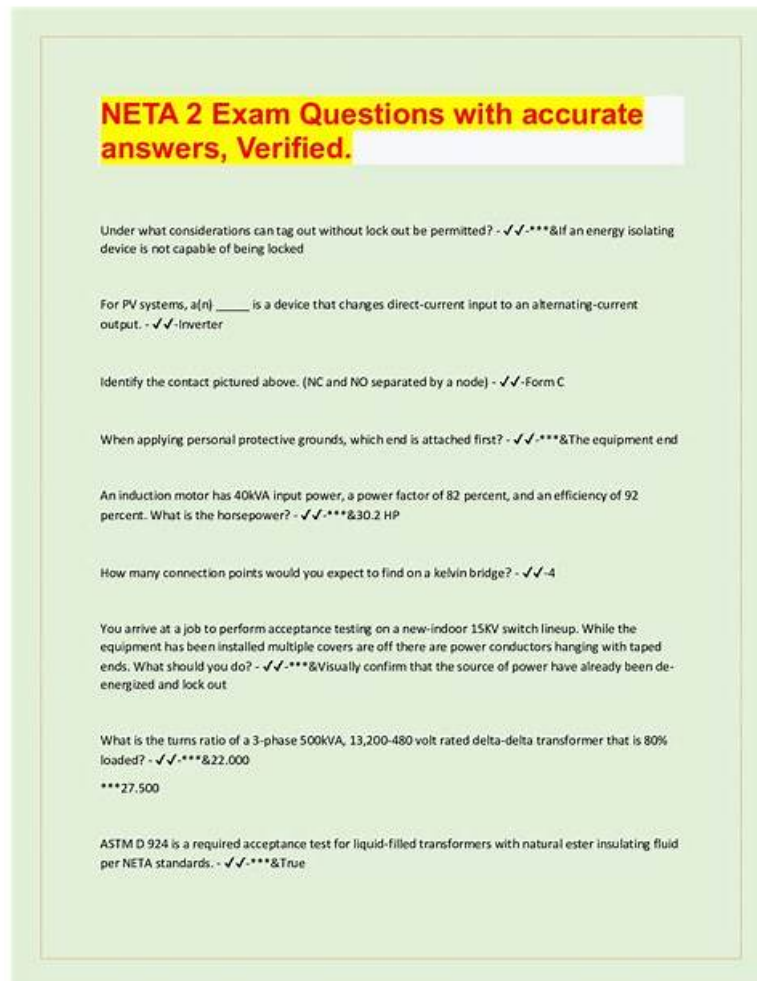 NETA 2 Exam Questions with accurate
answers, Verified.
Under what considerations can tag out without lock out be permitted? - ✓✓-***&If an energy isolating
device is not capable of being locked
For PV systems, a(n) _____ is a device that changes direct-current input to an alternating-current
output. - ✓✓-Inverter
Identify the contact pictured above. (NC and NO separated by a node) - ✓✓-Form C
When applying personal protective grounds, which end is attached first? - ✓✓-***&The equipment end
An induction motor has 40kVA input power, a power factor of 82 percent, and an efficiency of 92
percent. What is the horsepower? - ✓✓-***&30.2 HP
How many connection points would you expect to find on a kelvin bridge? - ✓✓-4
You arrive at a job to perform acceptance testing on a new-indoor 15KV switch lineup. While the
equipment has been installed multiple covers are off there are power conductors hanging with taped
ends. What should you do? - ✓✓-***&Visually confirm that the source of power have already been de-
energized and lock out
What is the turns ratio of a 3-phase 500kVA, 13,200-480 volt rated delta-delta transformer that is 80%
loaded? - ✓✓-***&22.000
***27.500
ASTM D 924 is a required acceptance test for liquid-filled transformers with natural ester insulating fluid
per NETA standards. - ✓✓-***&True